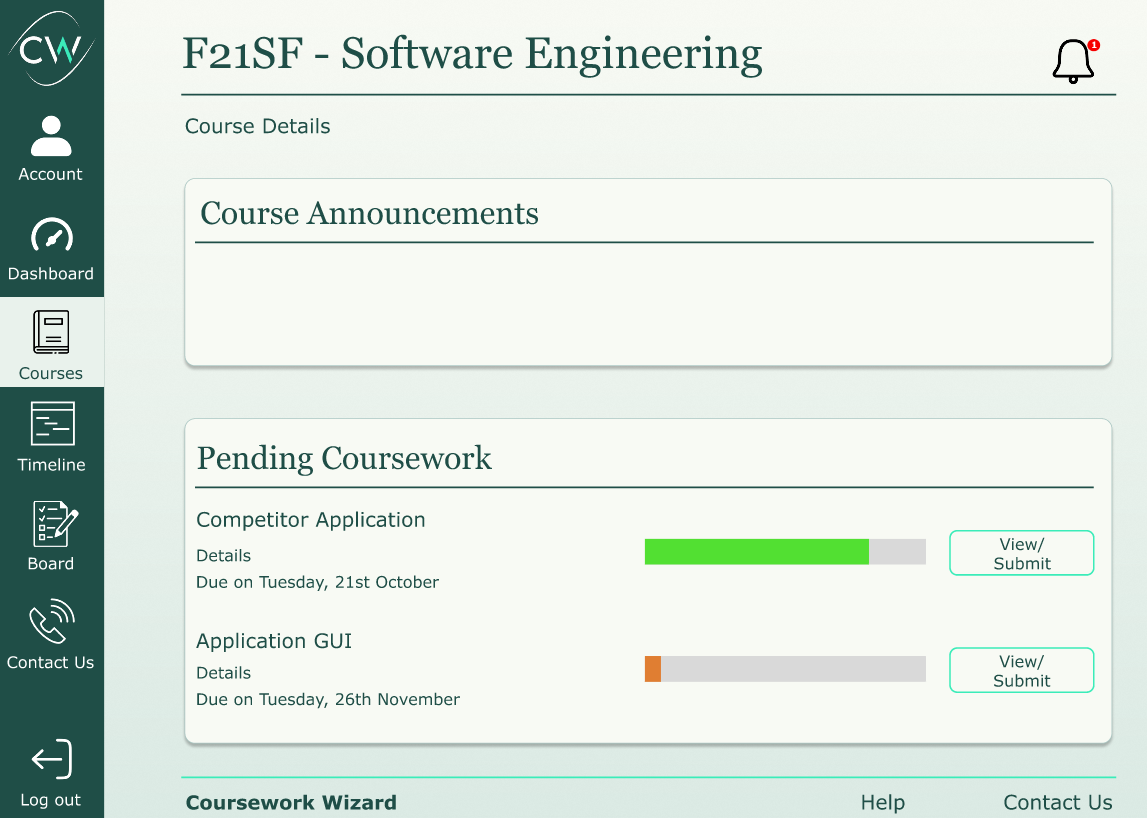 CW
F21SF - Software Engineering
1
Course Details
Account
Dashboard
Courses
Timeline
Board
Contact Us
Log out
Course Announcements
Pending Coursework
Competitor Application
Details
Due on Tuesday, 21st October
View/
Submit
Application GUI
Details
Due on Tuesday, 26th November
View/
Submit
Coursework Wizard
Help
Contact Us